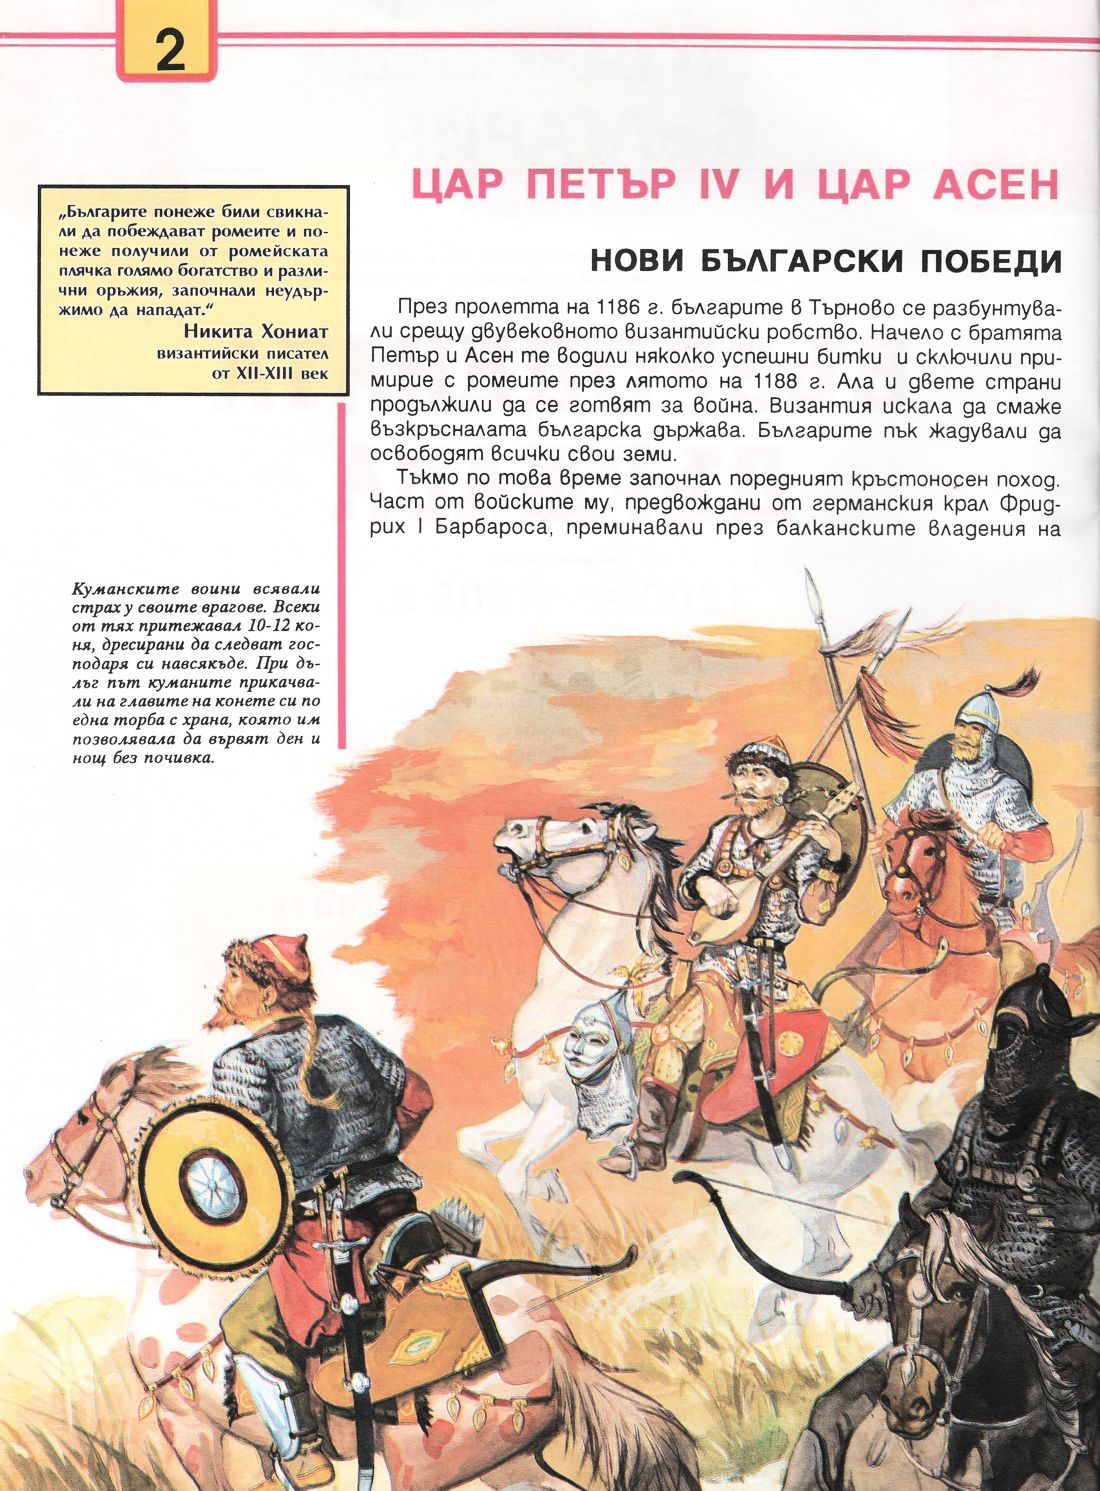 2
ЦАР ПЕТЪР IV И ЦАР АСЕН
„Българите понеже били свикна-
ли да побеждават ромеите и по-
неже получили от ромейската
плячка голямо богатство и разли-
чни оръжия, започнали неудър-
жимо да нападат.“
Никита Хониат
византийски писател
от XII-XIII век
НОВИ БЪЛГАРСКИ ПОБЕДИ
През пролетта на 1186 г. българите в Търново се разбунтува-
ли срещу двувековното византийски робство. Начело с братята
Петър и Асен те водили няколко успешни битки и сключили при-
мирие с ромеите през лятото на 1188 г. Ала и двете страни
продължили да се готвят за война. Византия искала да смаже
възкръсналата българска държава. Българите пък жадували да
освободят всички свои земи.
Тъкмо по това време започнал поредният кръстоносен поход.
Част от войските му, предвождани от германския крал Фрид-
рих I Барбароса, преминавали през балканските владения на
Куманските воини всявали
страх у своите врагове. Всеки
от тях притежавал 10-12 ко-
ня, дресирани да следват гос-
подаря си навсякъде. При дъ-
лъг път куманите прикачва-
ли на главите на конете си по
една торба с храна, която им
позволявала да вървят ден и
нощ без почивка.